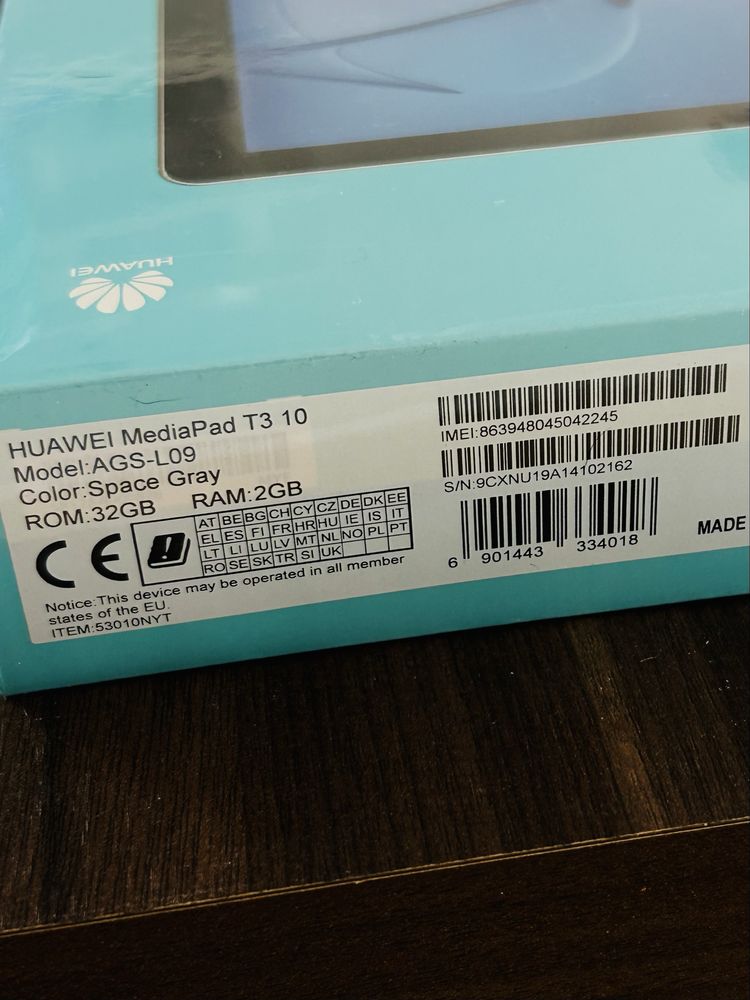 HUAWEI
HUAWEI MediaPad T3 10
Model:AGS-L09
Color:Space Gray
ROM:32GB RAM:2GB
AT BE BG CH CY CZ DE DK EE
EL ES FI FR HR HU IE IS IT
LT LI LU LV MT NL NO PL PT
RO SE SK TR SI UK
Notice:This device may be operated in all member
states of the EU.
ITEM:53010NYT
IMEI:863948045042245
S/N:9CXNU19A14102162
6 901443 334018
MADE